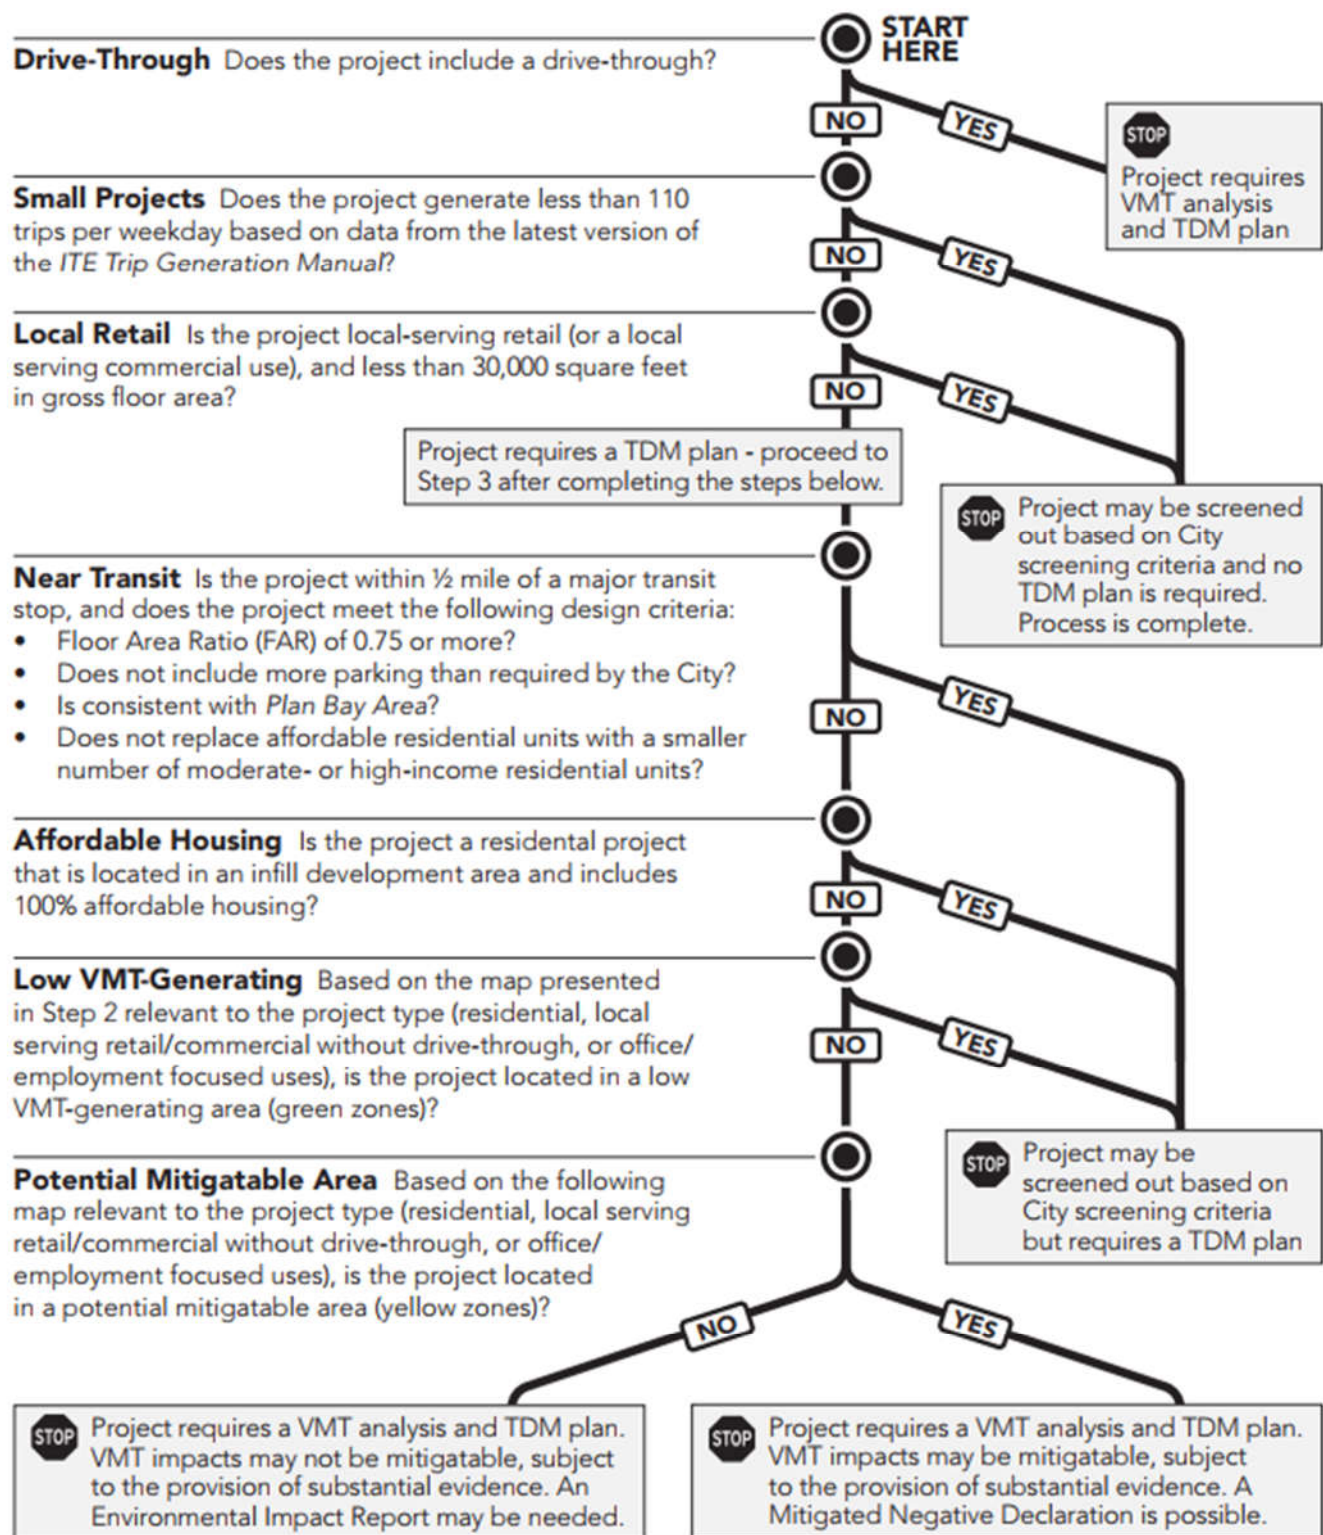 START
HERE
Drive-Through Does the project include a drive-through?
NO
YES
STOP
Project requires
VMT analysis
and TDM plan
Small Projects Does the project generate less than 110
trips per weekday based on data from the latest version of
the ITE Trip Generation Manual?
NO
YES
Local Retail Is the project local-serving retail (or a local
serving commercial use), and less than 30,000 square feet
in gross floor area?
NO
YES
Project requires a TDM plan - proceed to
Step 3 after completing the steps below.
STOP
Project may be screened
out based on City
screening criteria and no
TDM plan is required.
Process is complete.
Near Transit Is the project within ½ mile of a major transit
stop, and does the project meet the following design criteria:
• Floor Area Ratio (FAR) of 0.75 or more?
• Does not include more parking than required by the City?
• Is consistent with Plan Bay Area?
• Does not replace affordable residential units with a smaller
number of moderate- or high-income residential units?
NO
YES
Affordable Housing Is the project a residental project
that is located in an infill development area and includes
100% affordable housing?
NO
YES
Low VMT-Generating Based on the map presented
in Step 2 relevant to the project type (residential, local
serving retail/commercial without drive-through, or office/
employment focused uses), is the project located in a low
VMT-generating area (green zones)?
NO
YES
STOP
Project may be
screened out based on
City screening criteria
but requires a TDM plan
Potential Mitigatable Area Based on the following
map relevant to the project type (residential, local serving
retail/commercial without drive-through, or office/
employment focused uses), is the project located
in a potential mitigatable area (yellow zones)?
NO
YES
STOP
Project requires a VMT analysis and TDM plan.
VMT impacts may not be mitigatable, subject
to the provision of substantial evidence. An
Environmental Impact Report may be needed.
STOP
Project requires a VMT analysis and TDM plan.
VMT impacts may be mitigatable, subject
to the provision of substantial evidence. A
Mitigated Negative Declaration is possible.